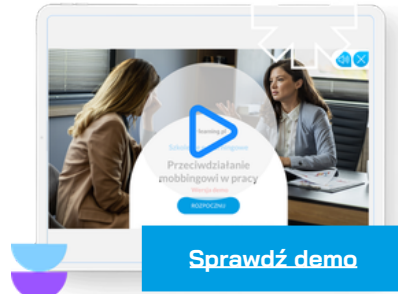 Przeciwdziałanie
mobbingowi w pracy
Wersja demo
ROZPOCZNIJ
Sprawdź demo